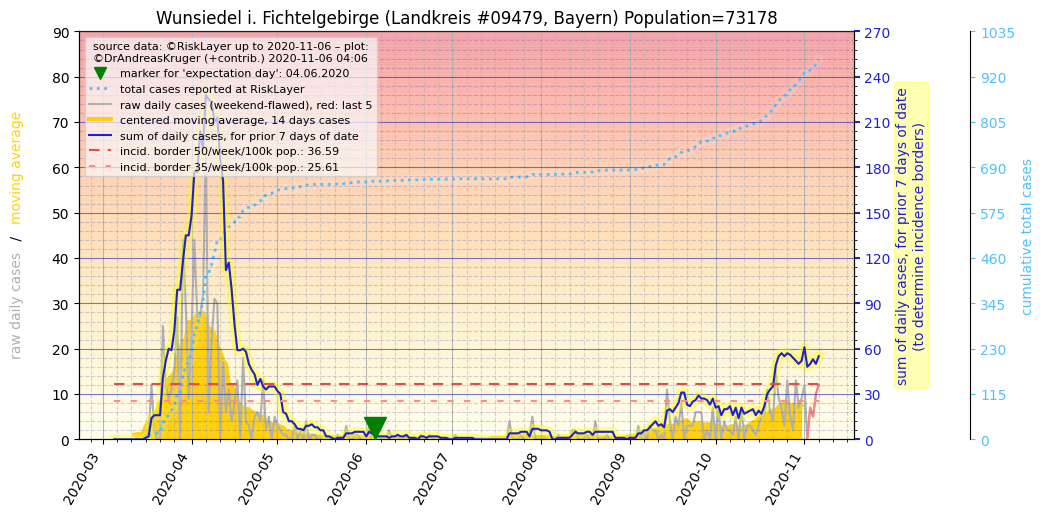 Wunsiedel i. Fichtelgebirge (Landkreis #09479, Bayern) Population=73178
source data: ©RiskLayer up to 2020-11-06 – plot:
©DrAndreasKruger (+contrib.) 2020-11-06 04:06
marker for 'expectation day': 04.06.2020
total cases reported at RiskLayer
raw daily cases (weekend-flawed), red: last 5
centered moving average, 14 days cases
sum of daily cases, for prior 7 days of date
incid. border 50/week/100k pop.: 36.59
incid. border 35/week/100k pop.: 25.61
raw daily cases / moving average
90
80
70
60
50
40
30
20
10
0
2020-03
2020-04
2020-05
2020-06
2020-07
2020-08
2020-09
2020-10
2020-11
270
240
210
180
150
120
90
60
30
0
sum of daily cases, for prior 7 days of date
(to determine incidence borders)
1035
920
805
690
575
460
345
230
115
0
cumulative total cases